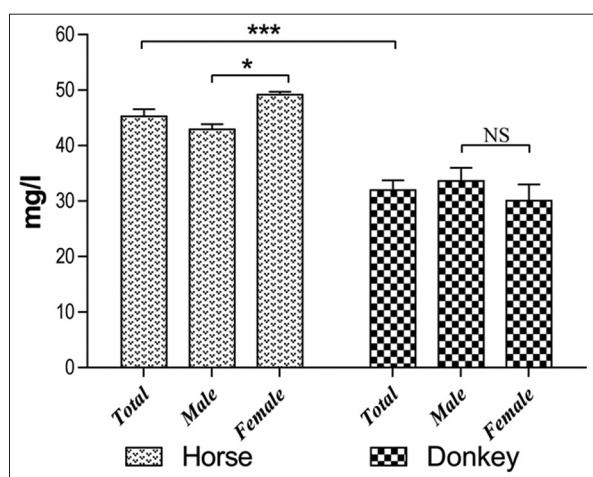 mg/l
60
50
40
30
20
10
0
***
*
NS
Total
Male
Female
Total
Male
Female
Horse
Donkey